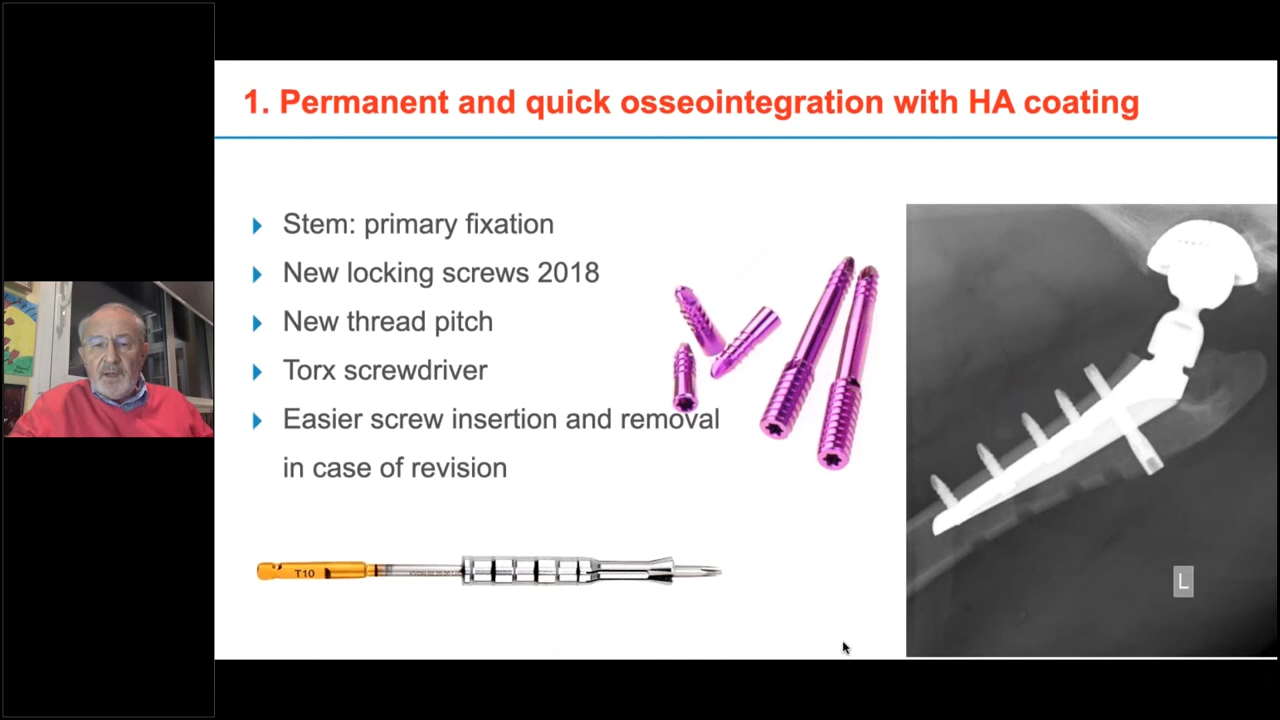 1. Permanent and quick osseointegration with HA coating
Stem: primary fixation
New locking screws 2018
New thread pitch
Torx screwdriver
Easier screw insertion and removal
in case of revision
T10
L